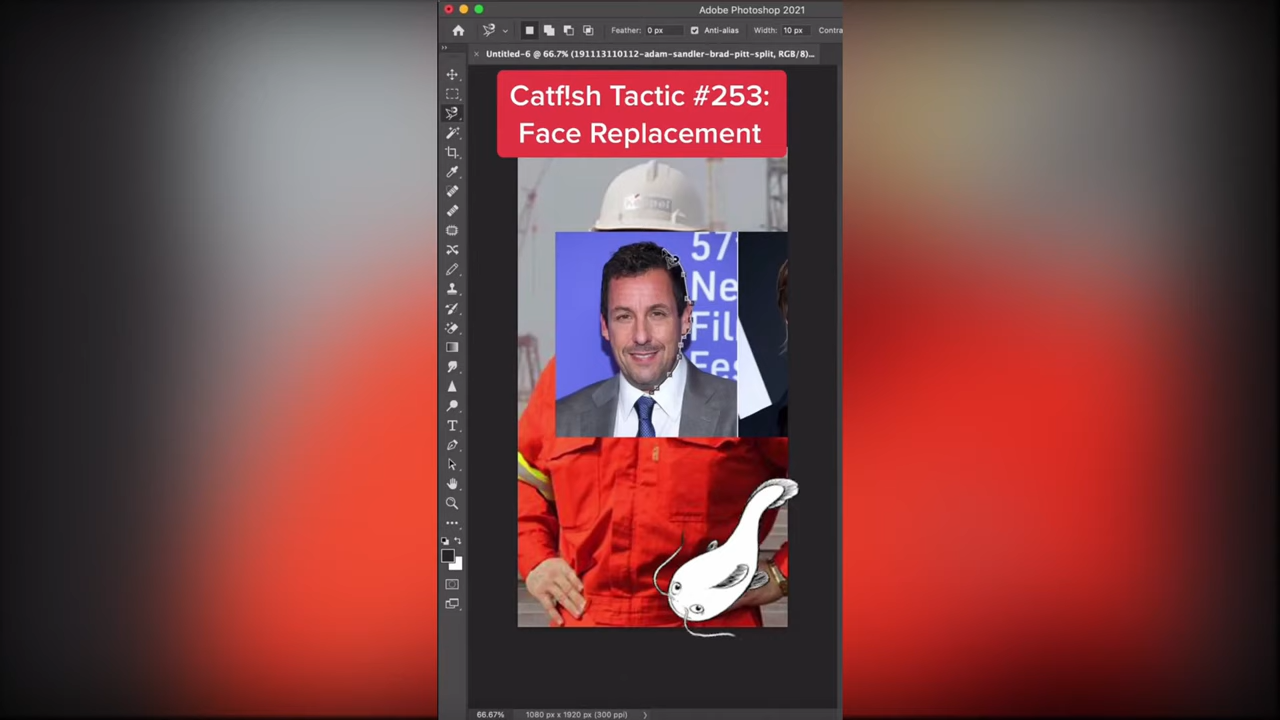 Adobe Photoshop 2021
Feather: 0 px Anti-alias Width: 10 px Contra
Untitled-6 @ 66.7% (191113110112-adam-sandler-brad-pitt-split, RGB/8)...
Catf!sh Tactic #253:
Face Replacement
57
Ne
Fil
Fes
66.67% 1080 px x 1920 px (300 ppi)